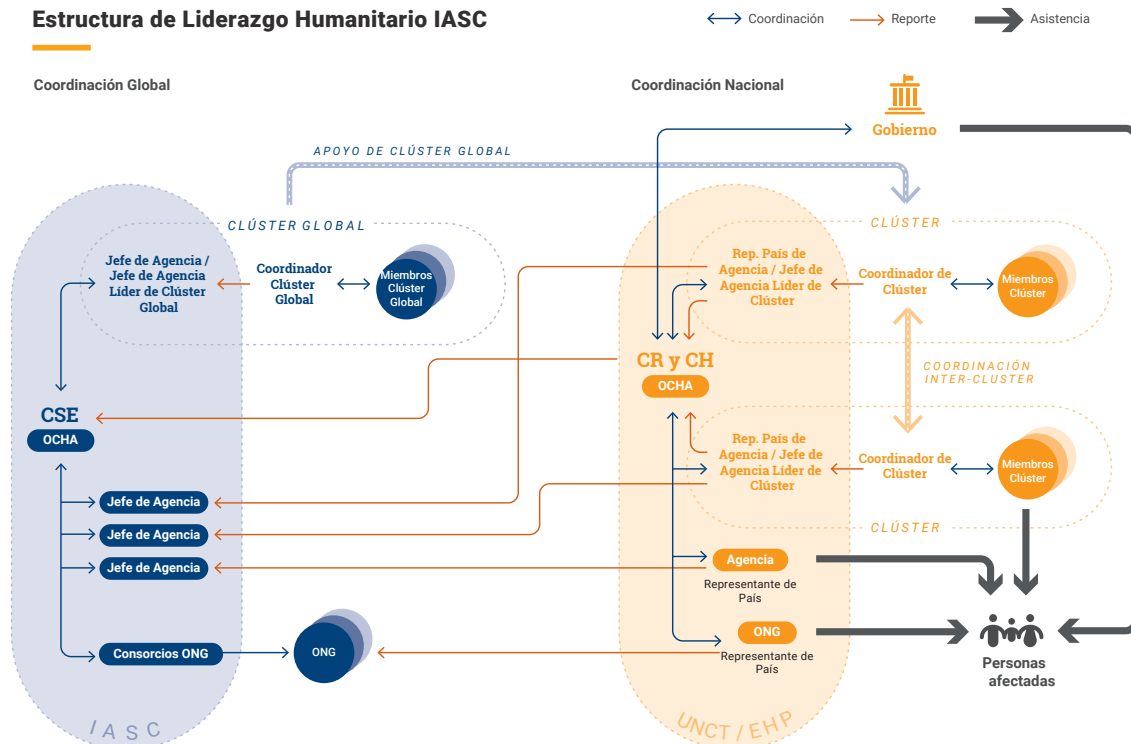 Estructura de Liderazgo Humanitario IASC
Coordinación
Reporte
Asistencia
Coordinación Global
Coordinación Nacional
Gobierno
APOYO DE CLÚSTER GLOBAL
CLÚSTER GLOBAL
Jefe de Agencia /
Jefe de Agencia
Líder de Clúster
Global
Coordinador
Clúster
Global
Miembros
Clúster
Global
CLÚSTER
Rep. País de
Agencia / Jefe de
Agencia Líder de
Clúster
Coordinador de
Clúster
Miembros
Clúster
CSE
OCHA
CR y CH
OCHA
COORDINACIÓN
INTER-CLUSTER
Rep. País de
Agencia / Jefe de
Agencia Líder de
Clúster
Coordinador de
Clúster
Miembros
Clúster
CLÚSTER
Jefe de Agencia
Jefe de Agencia
Jefe de Agencia
Agencia
Representante de
País
Consorcios ONG
ONG
ONG
Representante de
País
Personas
afectadas
IASC
UNCT / EHP